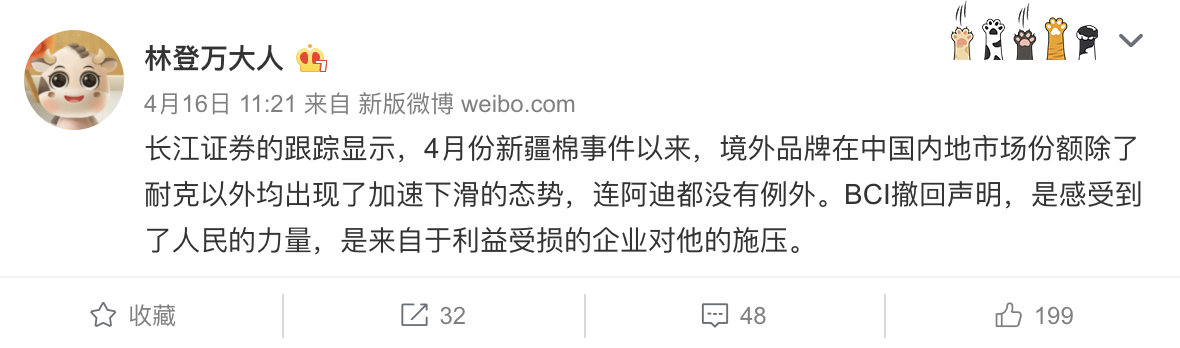 林登万大人
4月16日 11:21 来自 新版微博 weibo.com
长江证券的跟踪显示，4月份新疆棉事件以来，境外品牌在中国内地市场份额除了
耐克以外均出现了加速下滑的态势，连阿迪都没有例外。BCI撤回声明，是感受到
了人民的力量，是来自于利益受损的企业对他的施压。
收藏 32 48 199